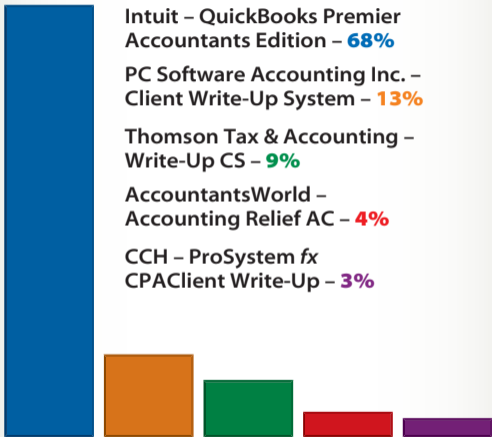 Intuit – QuickBooks Premier
Accountants Edition – 68%
PC Software Accounting Inc. –
Client Write-Up System – 13%
Thomson Tax & Accounting –
Write-Up CS – 9%
AccountantsWorld –
Accounting Relief AC – 4%
CCH – ProSystem fx
CPAClient Write-Up – 3%